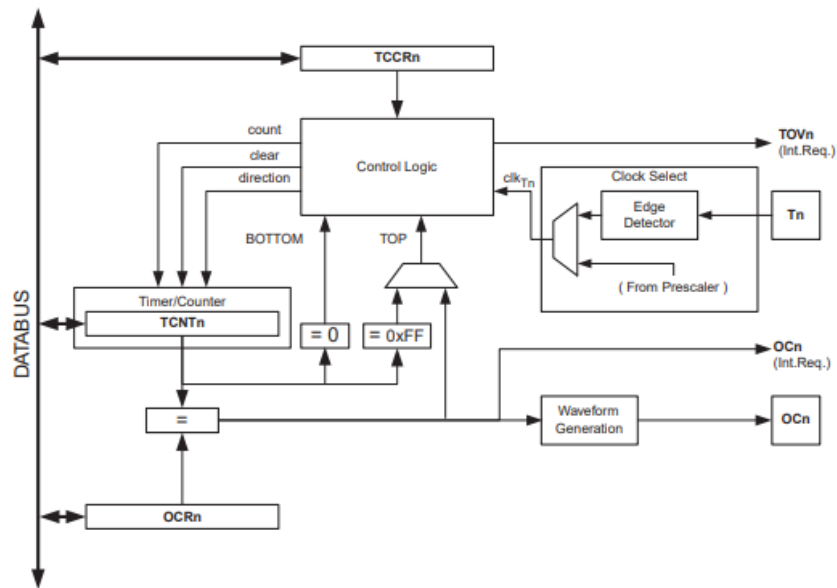 TCCRn
count
clear
direction
Control Logic
TOVn
(Int.Req.)
clkTn
Clock Select
Edge
Detector
Tn
( From Prescaler )
BOTTOM
TOP
DATABUS
Timer/Counter
TCNTn
= 0
= 0xFF
OCn
(Int.Req.)
=
Waveform
Generation
OCn
OCRn